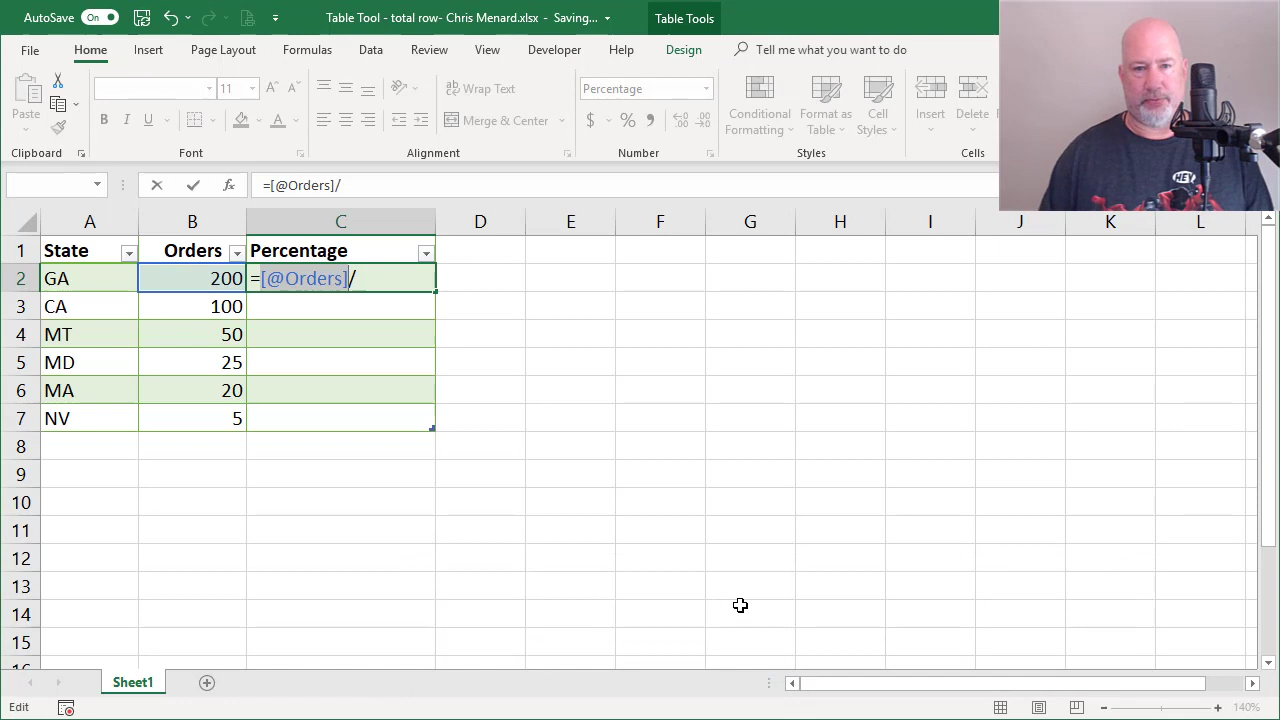 AutoSave On
Table Tool - total row- Chris Menard.xlsx - Saving...
Table Tools
File Home Insert Page Layout Formulas Data Review View Developer Help Design Tell me what you want to do
Paste
Clipboard
11
B I U
A
Font
ab
Wrap Text
Merge & Center
Alignment
Percentage
$ % ,
Number
Conditional Formatting
Format as Table
Cell Styles
Styles
Insert
Delete
Cells
fx =[@Orders]/
A B C D E F G H I J K L
1 State Orders Percentage
2 GA 200 =[@Orders]/
3 CA 100
4 MT 50
5 MD 25
6 MA 20
7 NV 5
8
9
10
11
12
13
14
15
HEY
Sheet1
Edit
140%